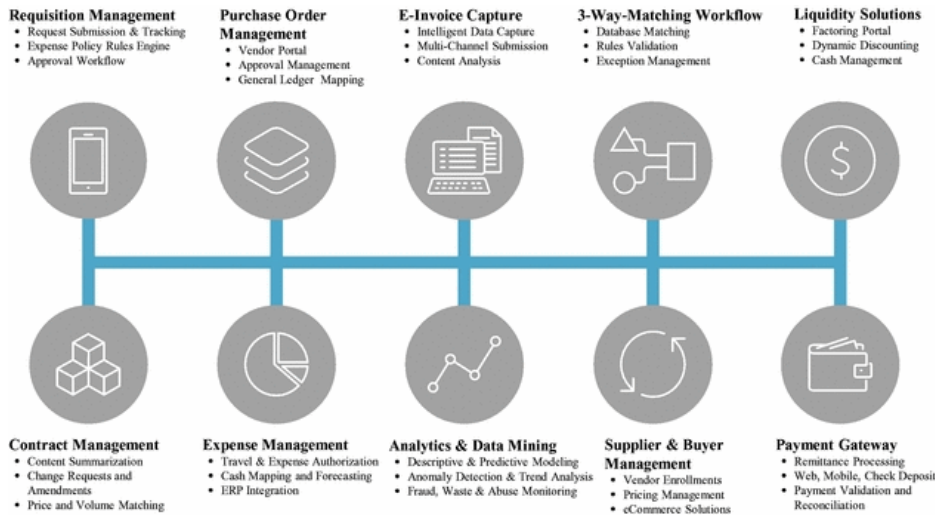 Requisition Management
• Request Submission & Tracking
• Expense Policy Rules Engine
• Approval Workflow
Purchase Order
Management
• Vendor Portal
• Approval Management
• General Ledger Mapping
E-Invoice Capture
• Intelligent Data Capture
• Multi-Channel Submission
• Content Analysis
3-Way-Matching Workflow
• Database Matching
• Rules Validation
• Exception Management
Liquidity Solutions
• Factoring Portal
• Dynamic Discounting
• Cash Management
$
Contract Management
• Content Summarization
• Change Requests and
Amendments
• Price and Volume Matching
Expense Management
• Travel & Expense Authorization
• Cash Mapping and Forecasting
• ERP Integration
Analytics & Data Mining
• Descriptive & Predictive Modeling
• Anomaly Detection & Trend Analysis
• Fraud, Waste & Abuse Monitoring
Supplier & Buyer
Management
• Vendor Enrollments
• Pricing Management
• eCommerce Solutions
Payment Gateway
• Remittance Processing
• Web, Mobile, Check Deposit
• Payment Validation and
Reconciliation